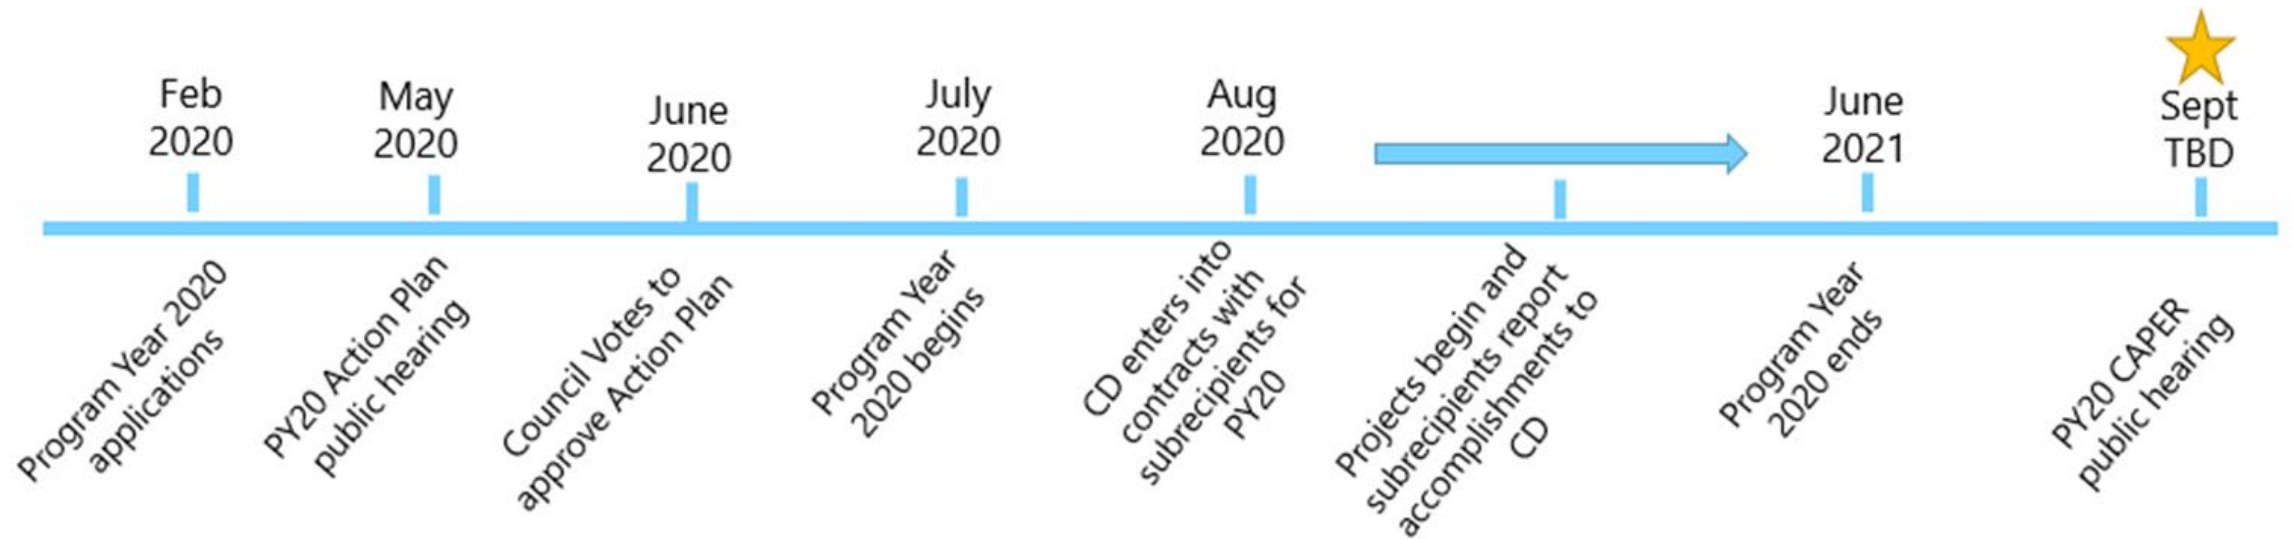 Feb
2020
May
2020
June
2020
July
2020
Aug
2020
June
2021
Sept
TBD
Program Year 2020
applications
PY20 Action Plan
public hearing
Council Votes to
approve Action Plan
Program Year
2020 begins
CD enters into
contracts with
subrecipients for
PY20
Projects begin and
subrecipients report
accomplishments to
CD
Program Year
2020 ends
PY20 CAPER
public hearing